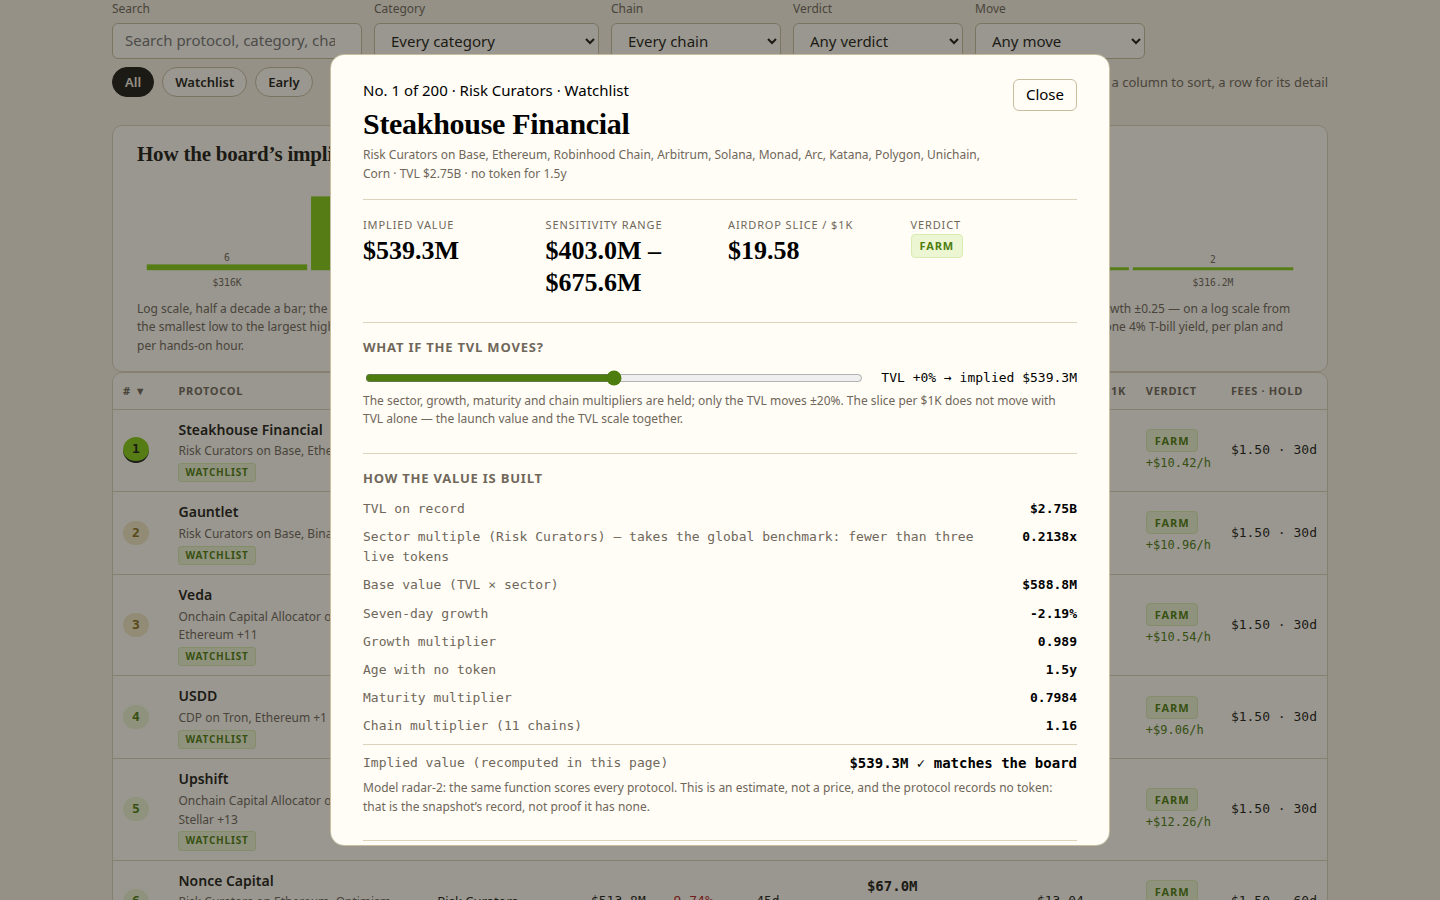 Search Category Chain Verdict Move
Search protocol, category, cha Every category Every chain Any verdict Any move
All Watchlist Early
a column to sort, a row for its detail
How the board’s impli
6
$316K
2
$316.2M
Log scale, half a decade a bar; the
the smallest low to the largest high
per hands-on hour.
wth ±0.25 — on a log scale from
one 4% T-bill yield, per plan and
# ▼ PROTOCOL 1K VERDICT FEES · HOLD
1 Steakhouse Financial
Risk Curators on Base, Ethe
WATCHLIST
FARM
+$10.42/h
$1.50 · 30d
2 Gauntlet
Risk Curators on Base, Bina
WATCHLIST
FARM
+$10.96/h
$1.50 · 30d
3 Veda
Onchain Capital Allocator o
Ethereum +11
WATCHLIST
FARM
+$10.54/h
$1.50 · 30d
4 USDD
CDP on Tron, Ethereum +1
WATCHLIST
FARM
+$9.06/h
$1.50 · 30d
5 Upshift
Onchain Capital Allocator o
Stellar +13
WATCHLIST
FARM
+$12.26/h
$1.50 · 30d
Nonce Capital
$67.0M
FARM
No. 1 of 200 · Risk Curators · Watchlist
Close
Steakhouse Financial
Risk Curators on Base, Ethereum, Robinhood Chain, Arbitrum, Solana, Monad, Arc, Katana, Polygon, Unichain,
Corn · TVL $2.75B · no token for 1.5y
IMPLIED VALUE
$539.3M
SENSITIVITY RANGE
$403.0M –
$675.6M
AIRDROP SLICE / $1K
$19.58
VERDICT
FARM
WHAT IF THE TVL MOVES?
TVL +0% → implied $539.3M
The sector, growth, maturity and chain multipliers are held; only the TVL moves ±20%. The slice per $1K does not move with
TVL alone — the launch value and the TVL scale together.
HOW THE VALUE IS BUILT
TVL on record $2.75B
Sector multiple (Risk Curators) — takes the global benchmark: fewer than three 0.2138x
live tokens
Base value (TVL × sector) $588.8M
Seven-day growth -2.19%
Growth multiplier 0.989
Age with no token 1.5y
Maturity multiplier 0.7984
Chain multiplier (11 chains) 1.16
Implied value (recomputed in this page) $539.3M ✓ matches the board
Model radar-2: the same function scores every protocol. This is an estimate, not a price, and the protocol records no token:
that is the snapshot’s record, not proof it has none.